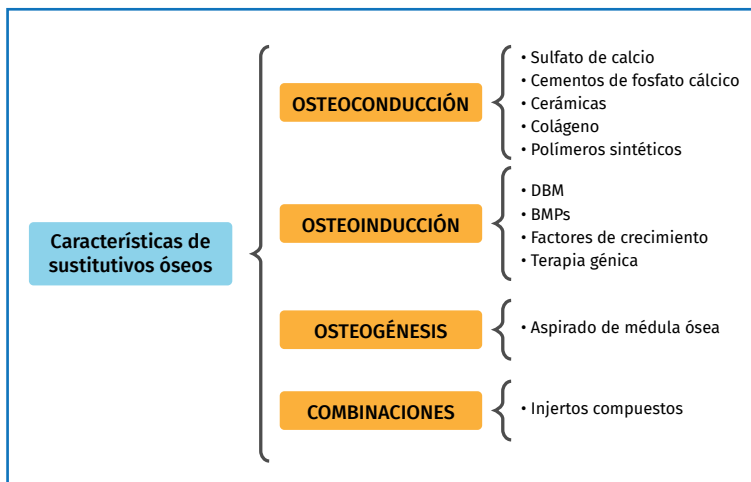 Características de
sustitutivos óseos
OSTEOCONDUCCIÓN
• Sulfato de calcio
• Cementos de fosfato cálcico
• Cerámicas
• Colágeno
• Polímeros sintéticos
OSTEOINDUCCIÓN
• DBM
• BMPs
• Factores de crecimiento
• Terapia génica
OSTEOGÉNESIS
• Aspirado de médula ósea
COMBINACIONES
• Injertos compuestos